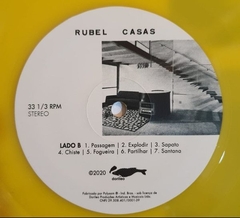 RUBEL CASAS
33 1/3 RPM
STEREO
LADO B 1. Passagem | 2. Explodir | 3. Sapato
4. Chiste | 5. Fogueira | 6. Partilhar | 7. Santana
©2020
Dorileo